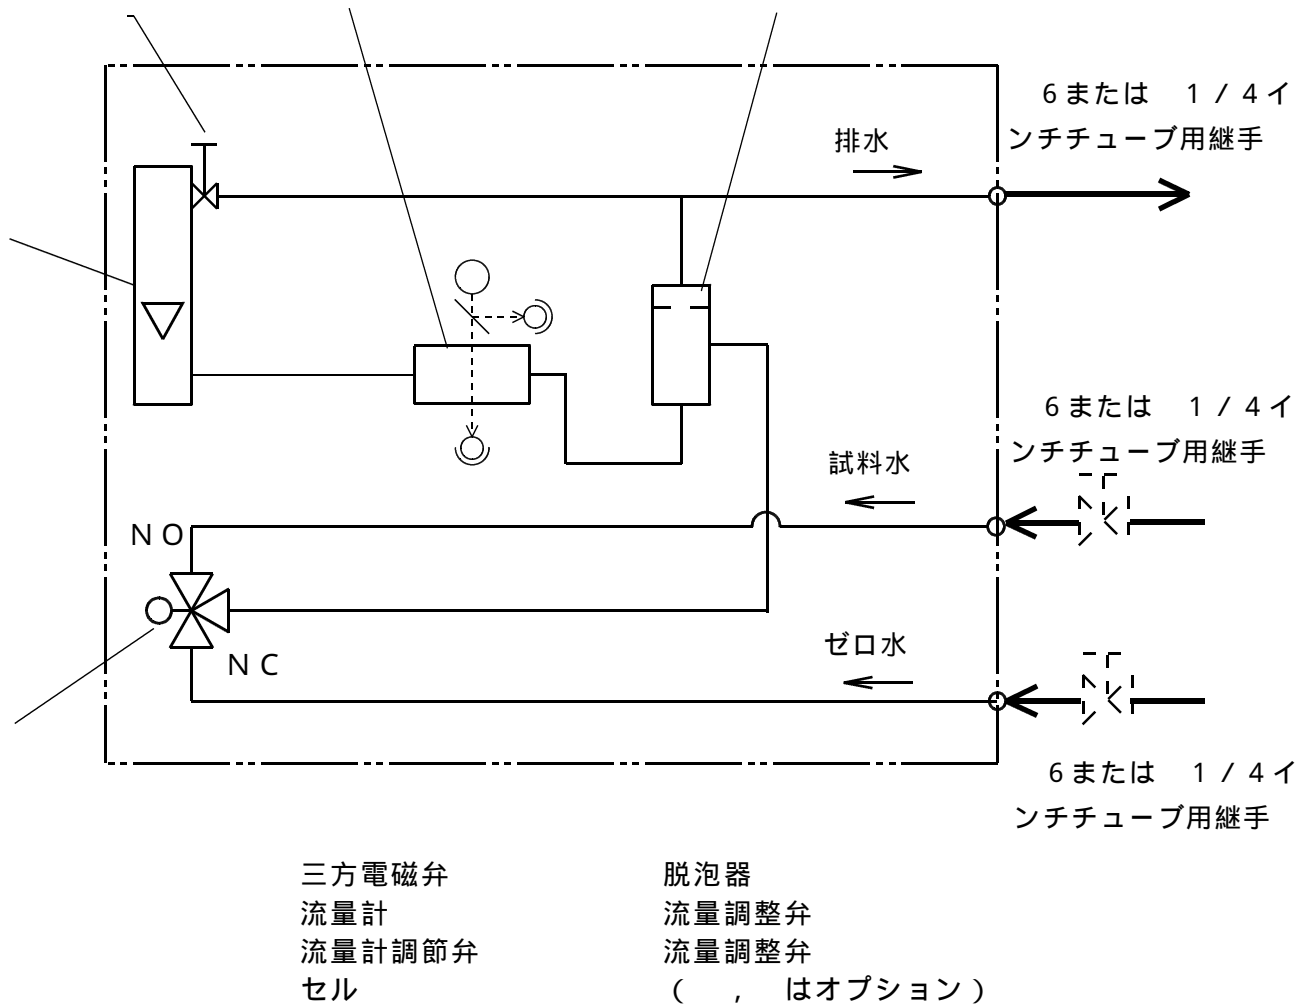 6または 1/4イ
ンチチューブ用継手
排水
6または 1/4イ
ンチチューブ用継手
試料水
NO
ゼロ水
NC
6または 1/4イ
ンチチューブ用継手
三方電磁弁 脱泡器
流量計 流量調整弁
流量計調節弁 流量調整弁
セル ( , はオプション)